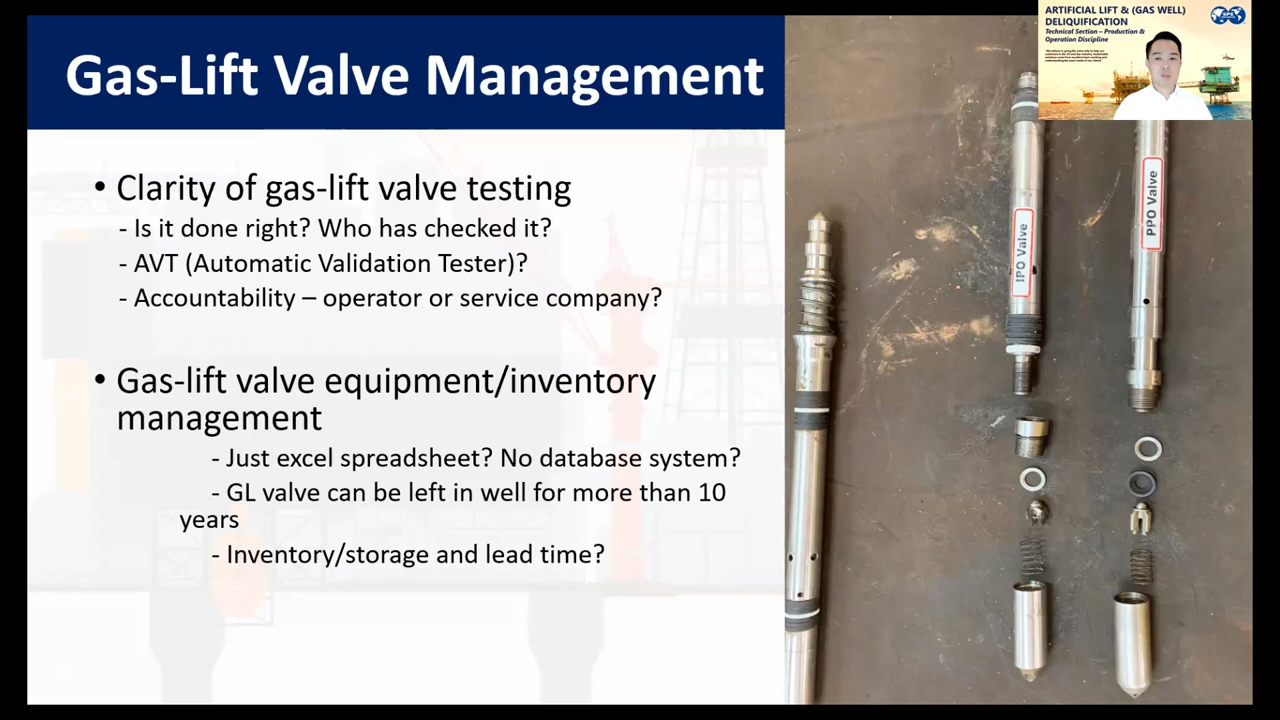 Gas-Lift Valve Management
• Clarity of gas-lift valve testing
- Is it done right? Who has checked it?
- AVT (Automatic Validation Tester)?
- Accountability – operator or service company?
• Gas-lift valve equipment/inventory
management
- Just excel spreadsheet? No database system?
- GL valve can be left in well for more than 10
years
- Inventory/storage and lead time?
IPO Valve
PPO Valve
ARTIFICIAL LIFT & (GAS WELL)
DELIQUIFICATION
Technical Section – Production &
Operation Discipline